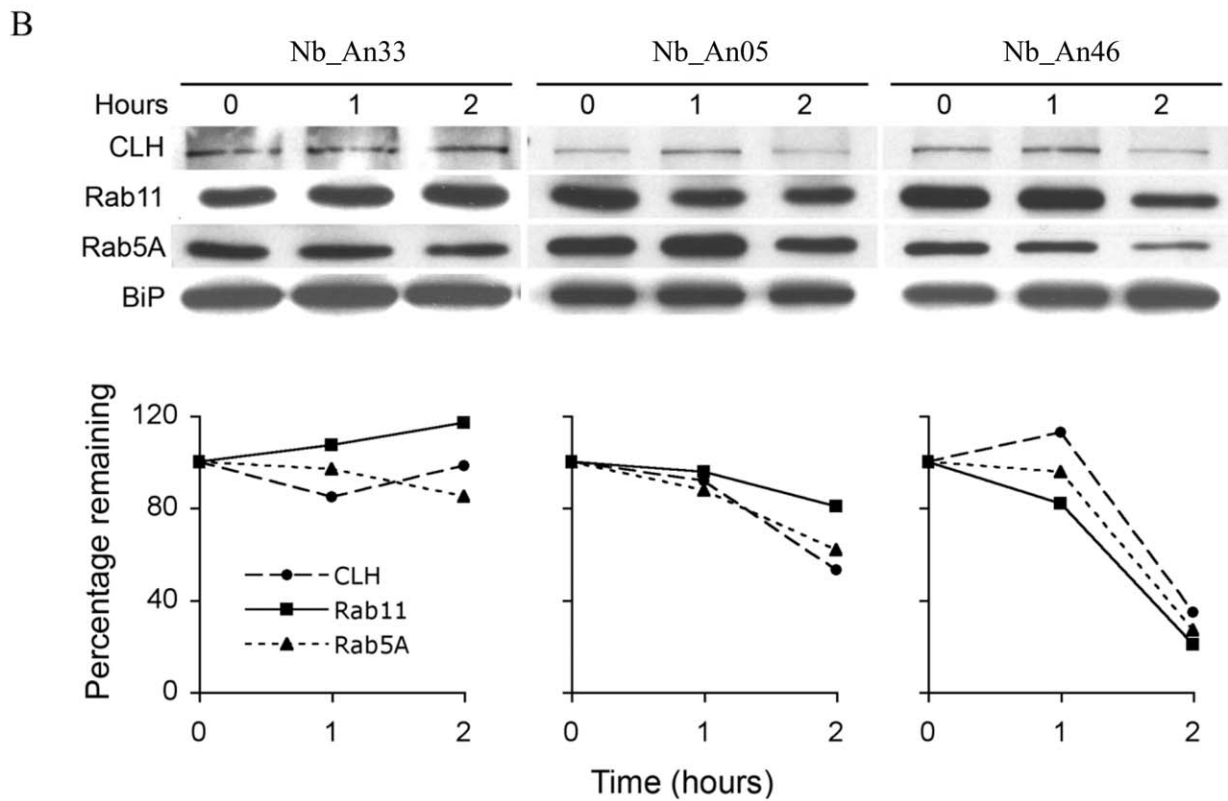 B
Nb_An33 Nb_An05 Nb_An46
Hours 0 1 2 0 1 2 0 1 2
CLH
Rab11
Rab5A
BiP
Percentage remaining
120
80
40
0
CLH
Rab11
Rab5A
0 1 2 0 1 2 0 1 2
Time (hours)